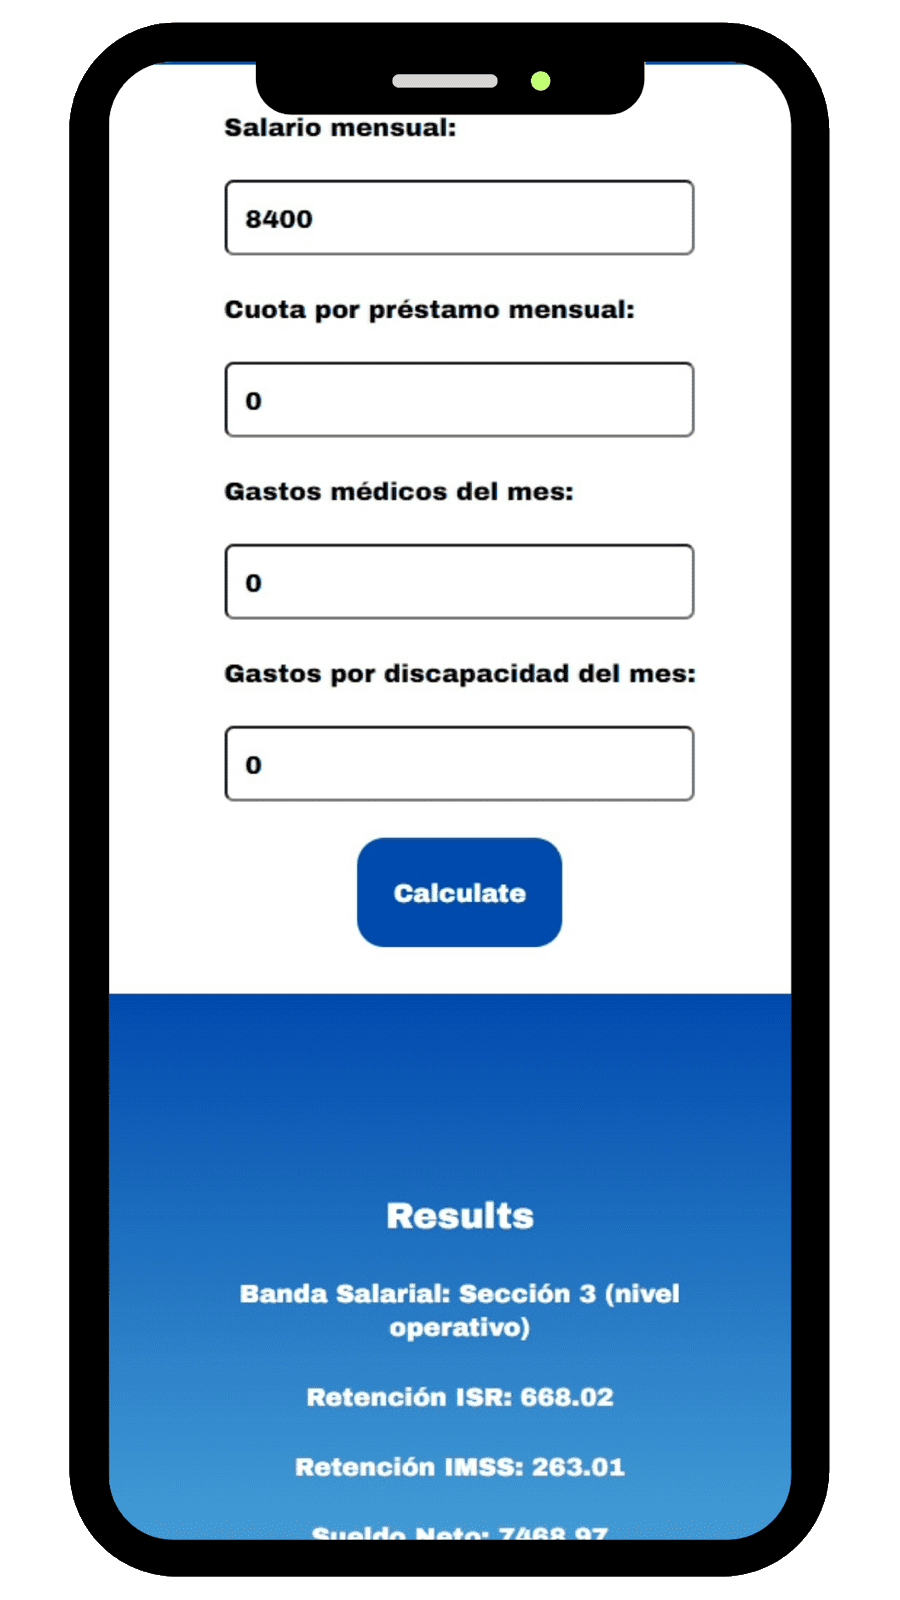 Salario mensual:
8400
Cuota por préstamo mensual:
0
Gastos médicos del mes:
0
Gastos por discapacidad del mes:
0
Calculate
Results
Banda Salarial: Sección 3 (nivel
operativo)
Retención ISR: 668.02
Retención IMSS: 263.01
Sueldo Neto: 7468.97